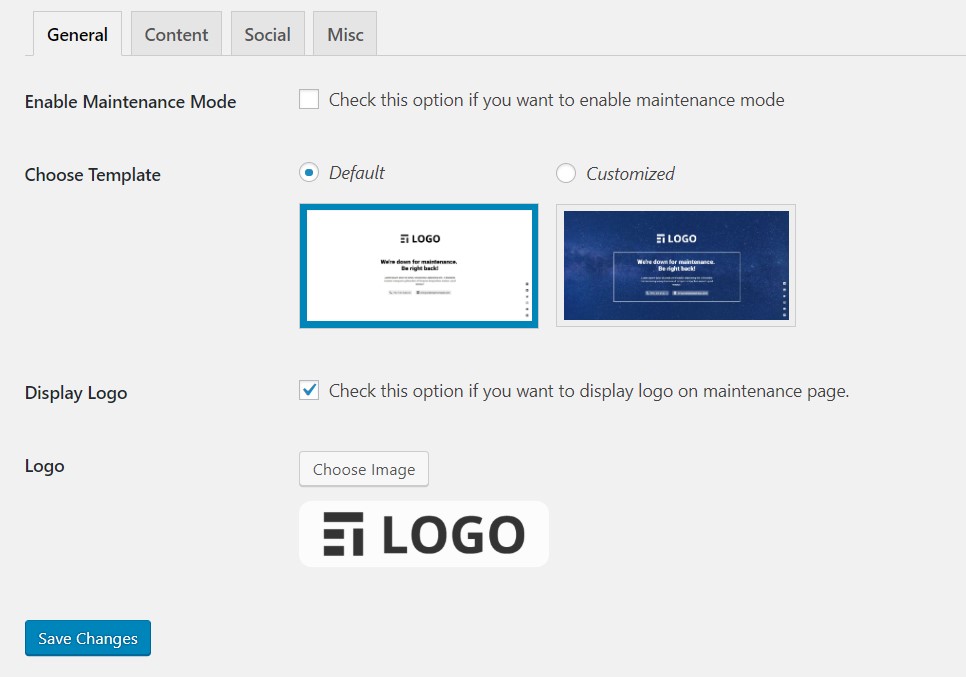 General Content Social Misc
Enable Maintenance Mode Check this option if you want to enable maintenance mode
Choose Template Default Customized
LOGO LOGO
We're down for maintenance. We're down for maintenance.
Be right back! Be right back!
Display Logo Check this option if you want to display logo on maintenance page.
Logo Choose Image
LOGO
Save Changes